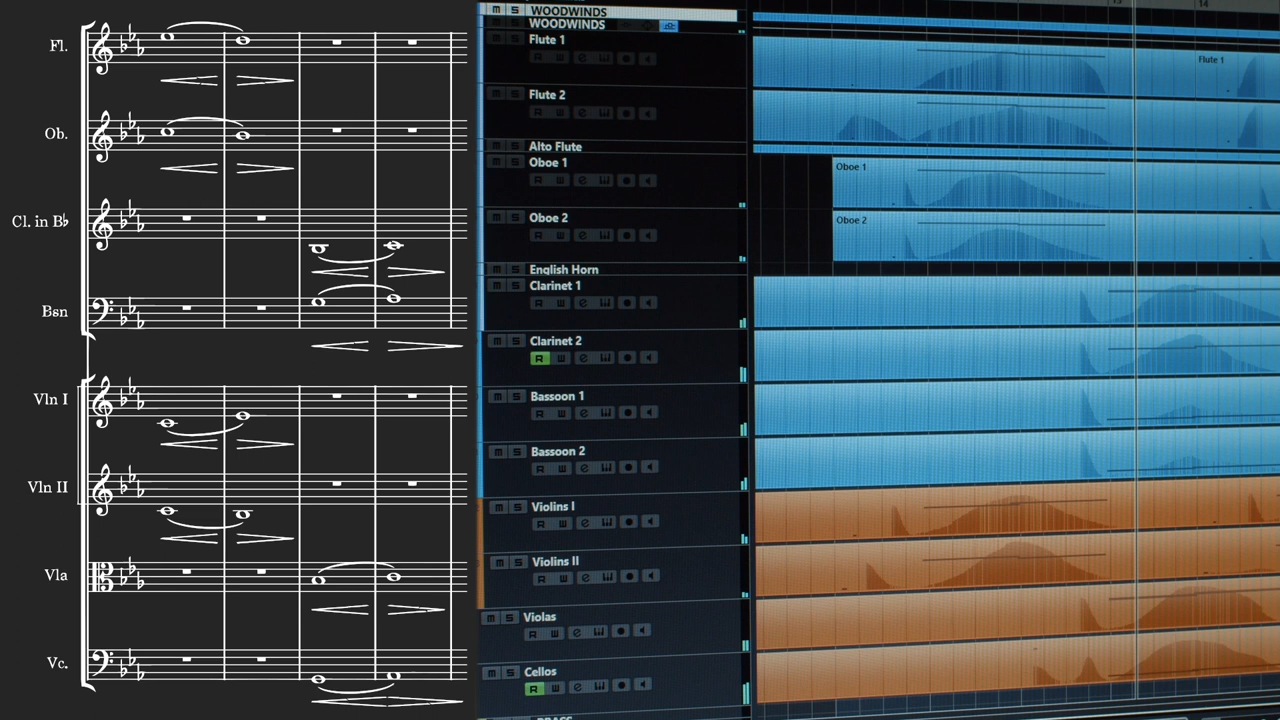 Fl.
Ob.
Cl. in B♭
Bsn
Vln I
Vln II
Vla
Vc.
m S WOODWINDS
m S WOODWINDS
m S Flute 1
R W e
m S Flute 2
R W e
m S Alto Flute
m S Oboe 1
R W e
m S Oboe 2
R W e
m S English Horn
m S Clarinet 1
R W e
m S Clarinet 2
R W e
m S Bassoon 1
R W e
m S Bassoon 2
R W e
m S Violins I
R W e
m S Violins II
R W e
m S Violas
R W e
m S Cellos
R W e
14
Flute 1
Oboe 1
Oboe 2